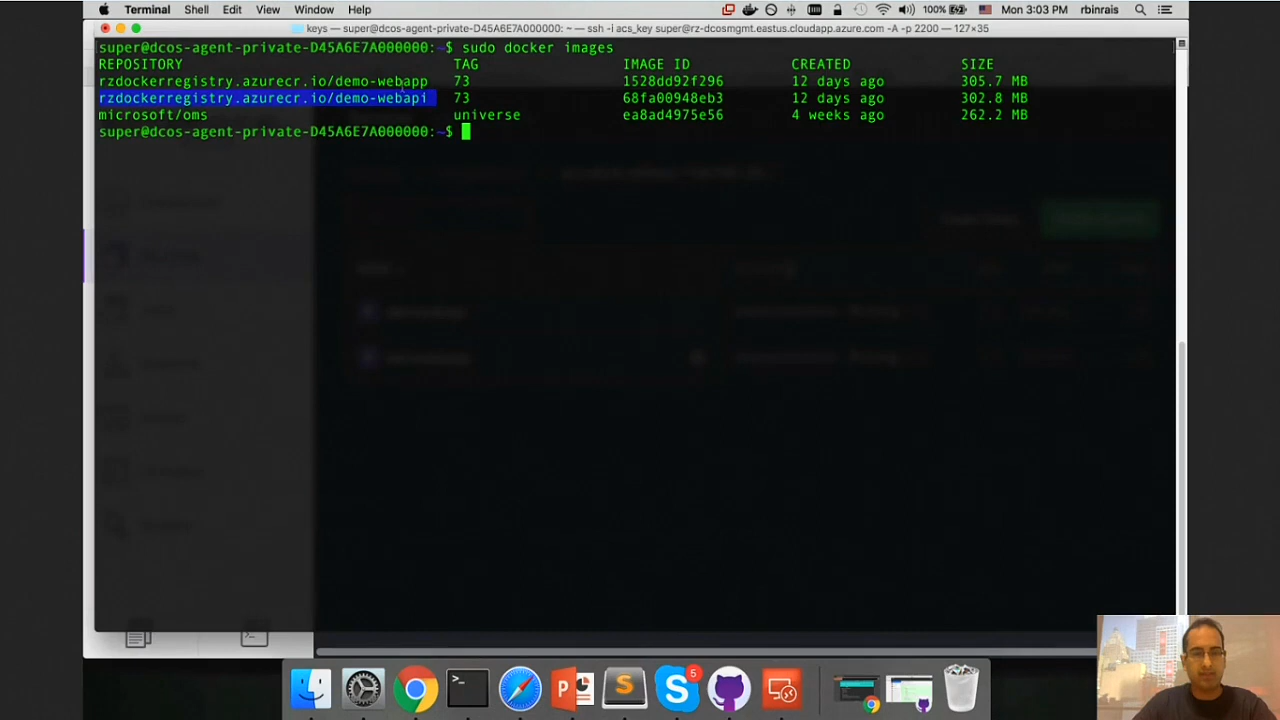 Terminal Shell Edit View Window Help 100% Mon 3:03 PM rbinrais
keys — super@dcos-agent-private-D45A6E7A000000: ~ — ssh -i acs_key super@rz-dcosmgmt.eastus.cloudapp.azure.com -A -p 2200 — 127×35
super@dcos-agent-private-D45A6E7A000000:~$ sudo docker images
REPOSITORY TAG IMAGE ID CREATED SIZE
rzdockerregistry.azurecr.io/demo-webapp 73 1528dd92f296 12 days ago 305.7 MB
rzdockerregistry.azurecr.io/demo-webapi 73 68fa00948eb3 12 days ago 302.8 MB
microsoft/oms universe ea8ad4975e56 4 weeks ago 262.2 MB
super@dcos-agent-private-D45A6E7A000000:~$
5